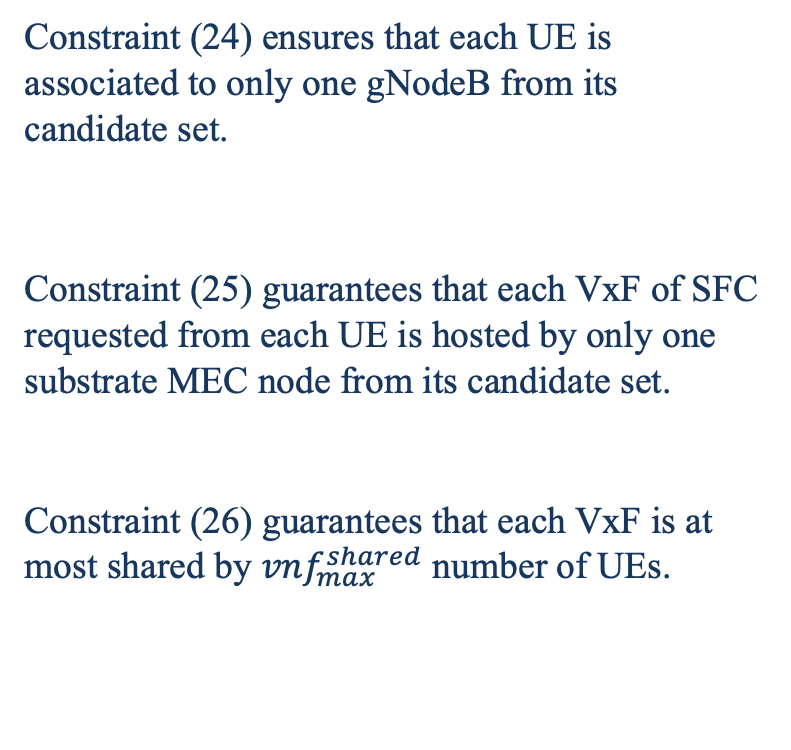 Constraint (24) ensures that each UE is
associated to only one gNodeB from its
candidate set.
Constraint (25) guarantees that each VxF of SFC
requested from each UE is hosted by only one
substrate MEC node from its candidate set.
Constraint (26) guarantees that each VxF is at
most shared by $vnf_{max}^{shared}$ number of UEs.